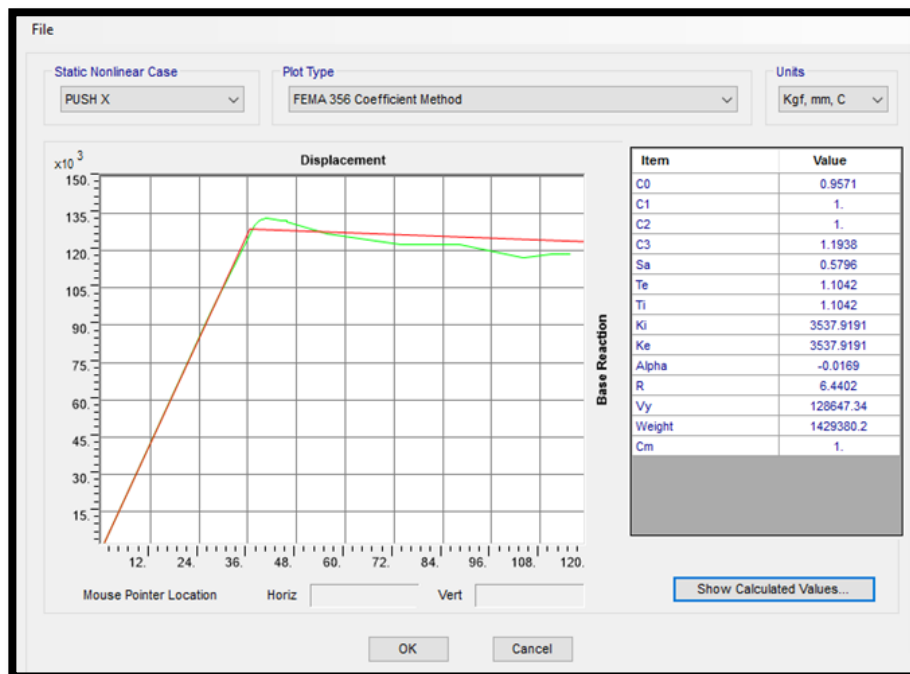 File
Static Nonlinear Case
Plot Type
Units
PUSH X
FEMA 356 Coefficient Method
Kgf, mm, C
x10 3
Displacement
150.
135.
120.
105.
90.
75.
60.
45.
30.
15.
12. 24. 36. 48. 60. 72. 84. 96. 108. 120.
Base Reaction
Item Value
C0 0.9571
C1 1.
C2 1.
C3 1.1938
Sa 0.5796
Te 1.1042
Ti 1.1042
Ki 3537.9191
Ke 3537.9191
Alpha -0.0169
R 6.4402
Vy 128647.34
Weight 1429380.2
Cm 1.
Mouse Pointer Location Horiz Vert
Show Calculated Values...
OK Cancel